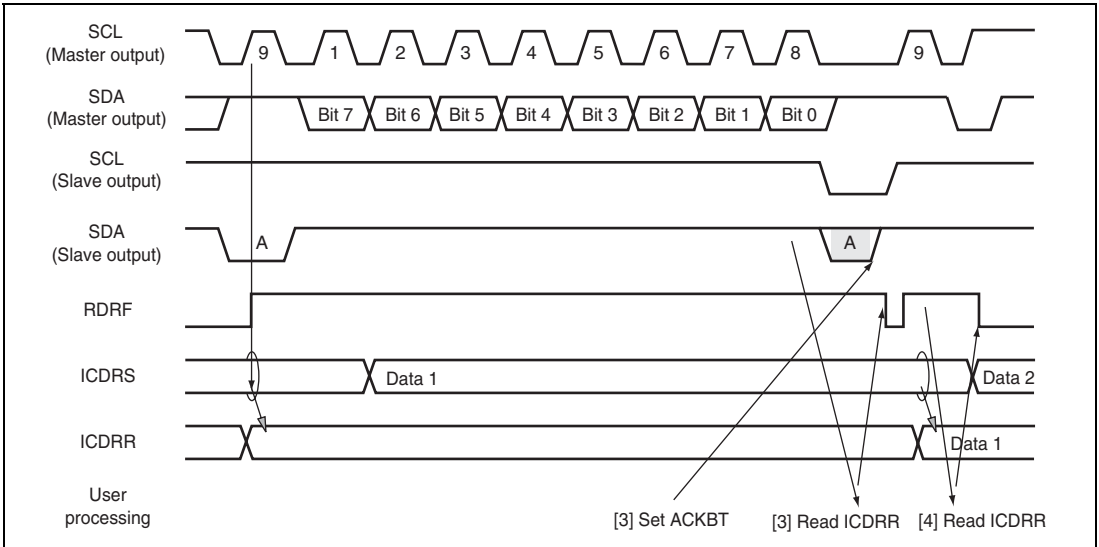 SCL
(Master output)
9 1 2 3 4 5 6 7 8 9
SDA
(Master output)
Bit 7 Bit 6 Bit 5 Bit 4 Bit 3 Bit 2 Bit 1 Bit 0
SCL
(Slave output)
SDA
(Slave output)
A A
RDRF
ICDRS
Data 1 Data 2
ICDRR
Data 1
User
processing
[3] Set ACKBT [3] Read ICDRR [4] Read ICDRR